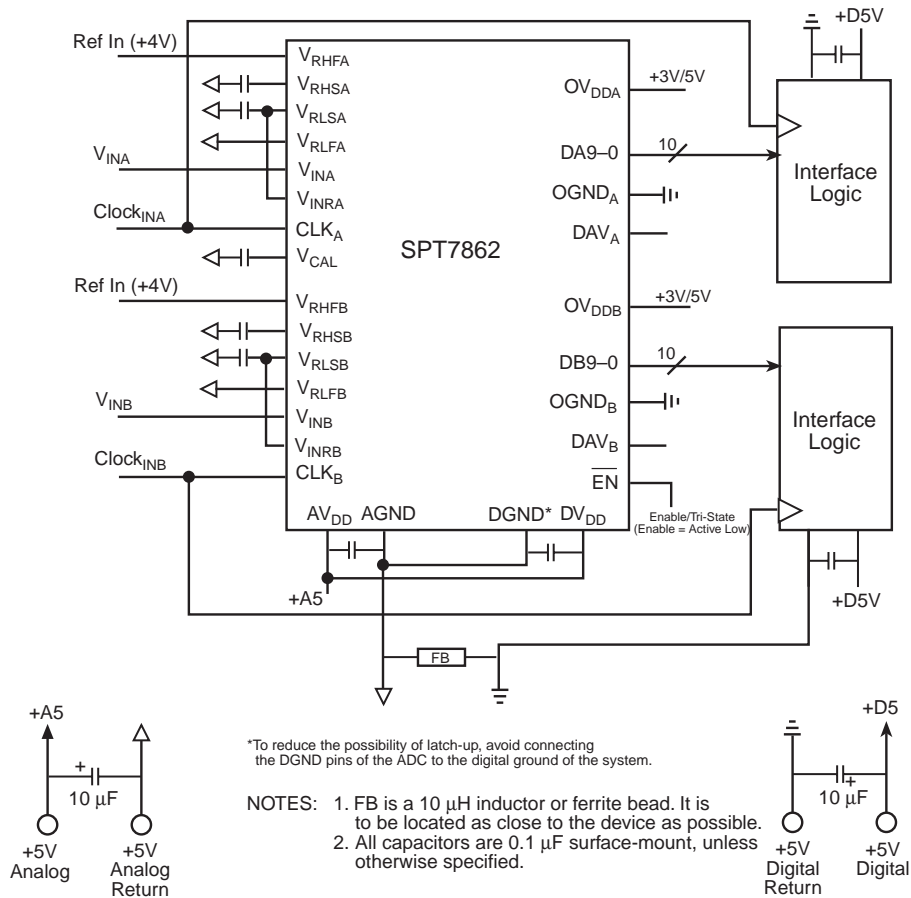 Ref In (+4V)
V_INA
Clock_INA
Ref In (+4V)
V_INB
Clock_INB
V_RHFA
V_RHSA
V_RLSA
V_RLFA
V_INA
V_INRA
CLK_A
V_CAL
V_RHFB
V_RHSB
V_RLSB
V_RLFB
V_INB
V_INRB
CLK_B
SPT7862
OV_DDA
DA9–0
OGND_A
DAV_A
OV_DDB
DB9–0
OGND_B
DAV_B
EN
AV_DD AGND DGND* DV_DD
+3V/5V
10
+3V/5V
10
Enable/Tri-State
(Enable = Active Low)
+D5V
Interface
Logic
Interface
Logic
+D5V
+A5
FB
+A5
+
10 µF
+5V
Analog
+5V
Analog
Return
*To reduce the possibility of latch-up, avoid connecting
the DGND pins of the ADC to the digital ground of the system.
NOTES: 1. FB is a 10 µH inductor or ferrite bead. It is
to be located as close to the device as possible.
2. All capacitors are 0.1 µF surface-mount, unless
otherwise specified.
+D5
+
10 µF
+5V
Digital
Return
+5V
Digital